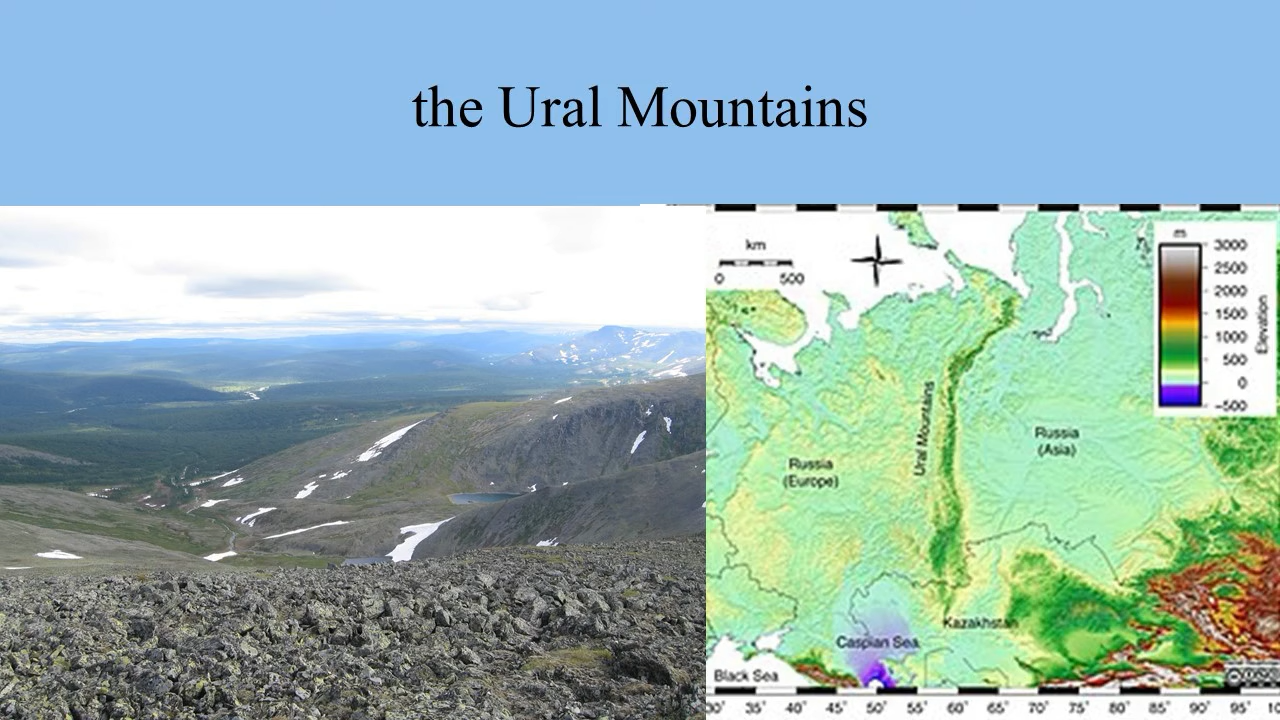 the Ural Mountains
km
0 500
m
3000
2500
2000
1500
1000
500
0
-500
Elevation
Ural Mountains
Russia
(Asia)
Russia
(Europe)
Kazakhstan
Caspian Sea
Black Sea
30° 35° 40° 45° 50° 55° 60° 65° 70° 75° 80° 85° 90° 95°